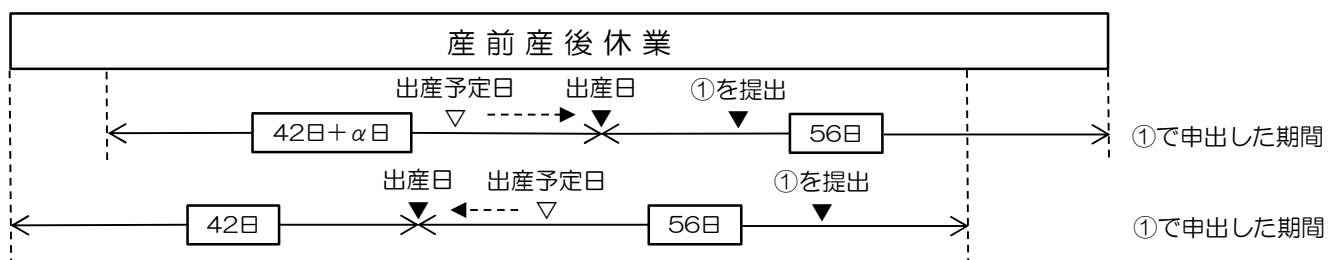 産前産後休業
出産予定日 出産日 ①を提出
42日+α日 56日 ①で申出した期間
出産日 出産予定日 ①を提出
42日 56日 ①で申出した期間